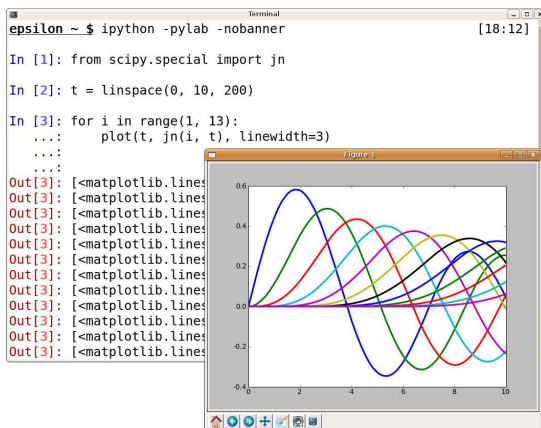 Terminal
epsilon ~ $ ipython -pylab -nobanner [18:12]
In [1]: from scipy.special import jn
In [2]: t = linspace(0, 10, 200)
In [3]: for i in range(1, 13):
...: plot(t, jn(i, t), linewidth=3)
...:
...:
Out[3]: [<matplotlib.lines
Out[3]: [<matplotlib.lines
Out[3]: [<matplotlib.lines
Out[3]: [<matplotlib.lines
Out[3]: [<matplotlib.lines
Out[3]: [<matplotlib.lines
Out[3]: [<matplotlib.lines
Out[3]: [<matplotlib.lines
Out[3]: [<matplotlib.lines
Out[3]: [<matplotlib.lines
Out[3]: [<matplotlib.lines
Out[3]: [<matplotlib.lines
Figure 1
0.6
0.4
0.2
0.0
-0.2
-0.4
0 2 4 6 8 10